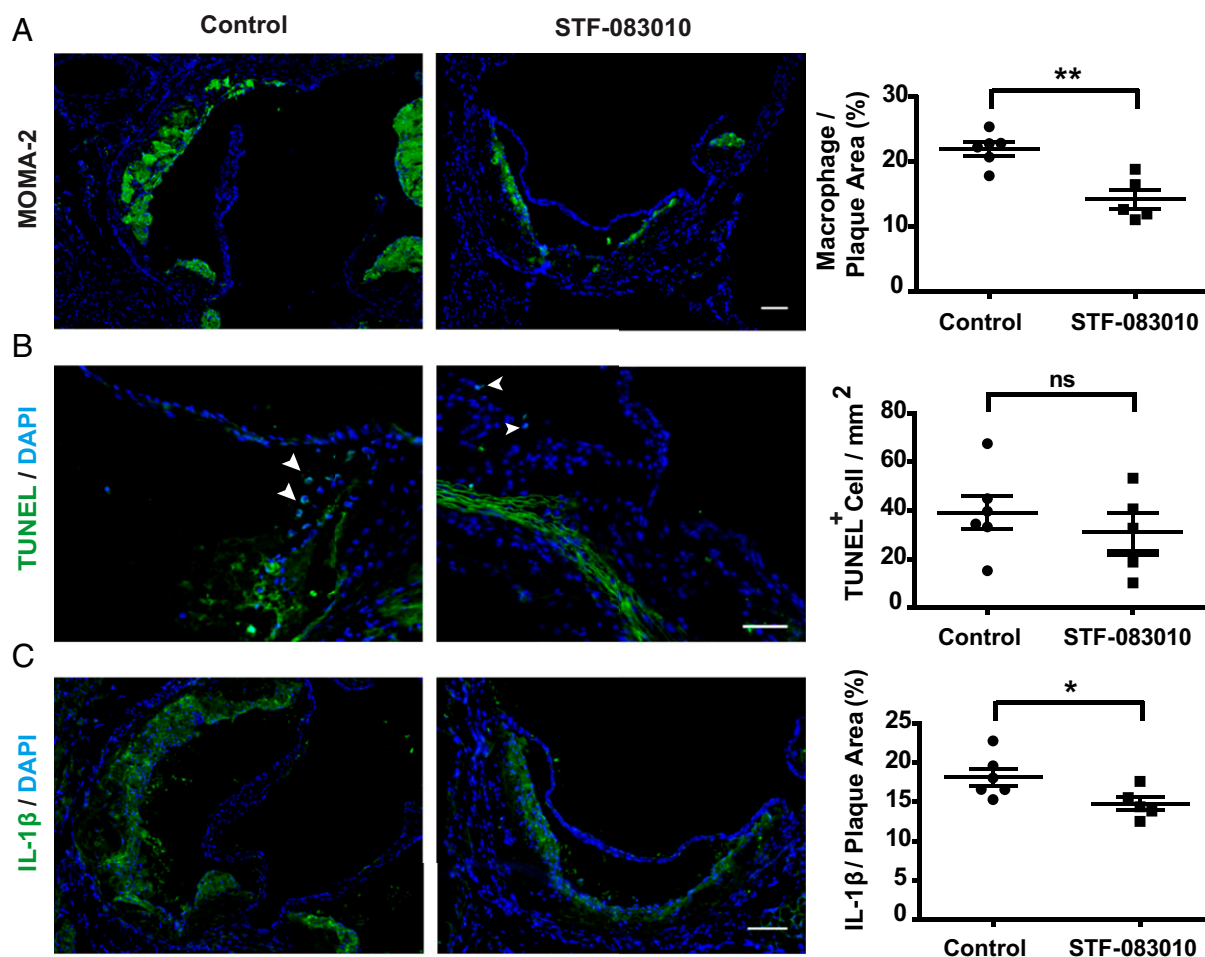 A
Control
STF-083010
MOMA-2
Macrophage /
Plaque Area (%)
30
20
10
0
**
Control
STF-083010
B
TUNEL / DAPI
TUNEL+ Cell / mm2
80
60
40
20
0
ns
Control
STF-083010
C
IL-1β / DAPI
IL-1β / Plaque Area (%)
25
20
15
10
5
0
*
Control
STF-083010